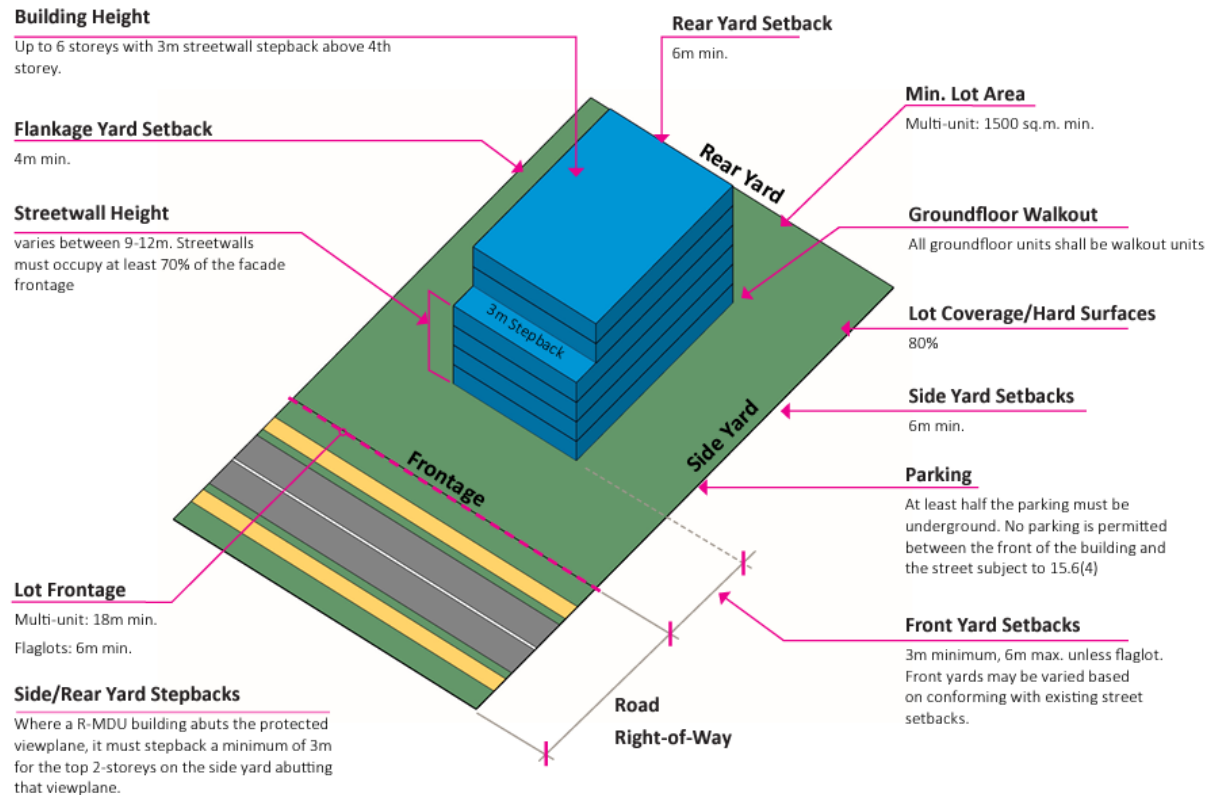 Building Height
Up to 6 storeys with 3m streetwall stepback above 4th
storey.
Flankage Yard Setback
4m min.
Streetwall Height
varies between 9-12m. Streetwalls
must occupy at least 70% of the facade
frontage
Lot Frontage
Multi-unit: 18m min.
Flaglots: 6m min.
Side/Rear Yard Stepbacks
Where a R-MDU building abuts the protected
viewplane, it must stepback a minimum of 3m
for the top 2-storeys on the side yard abutting
that viewplane.
Rear Yard
3m Stepback
Side Yard
Frontage
Road
Right-of-Way
Rear Yard Setback
6m min.
Min. Lot Area
Multi-unit: 1500 sq.m. min.
Groundfloor Walkout
All groundfloor units shall be walkout units
Lot Coverage/Hard Surfaces
80%
Side Yard Setbacks
6m min.
Parking
At least half the parking must be
underground. No parking is permitted
between the front of the building and
the street subject to 15.6(4)
Front Yard Setbacks
3m minimum, 6m max. unless flaglot.
Front yards may be varied based
on conforming with existing street
setbacks.